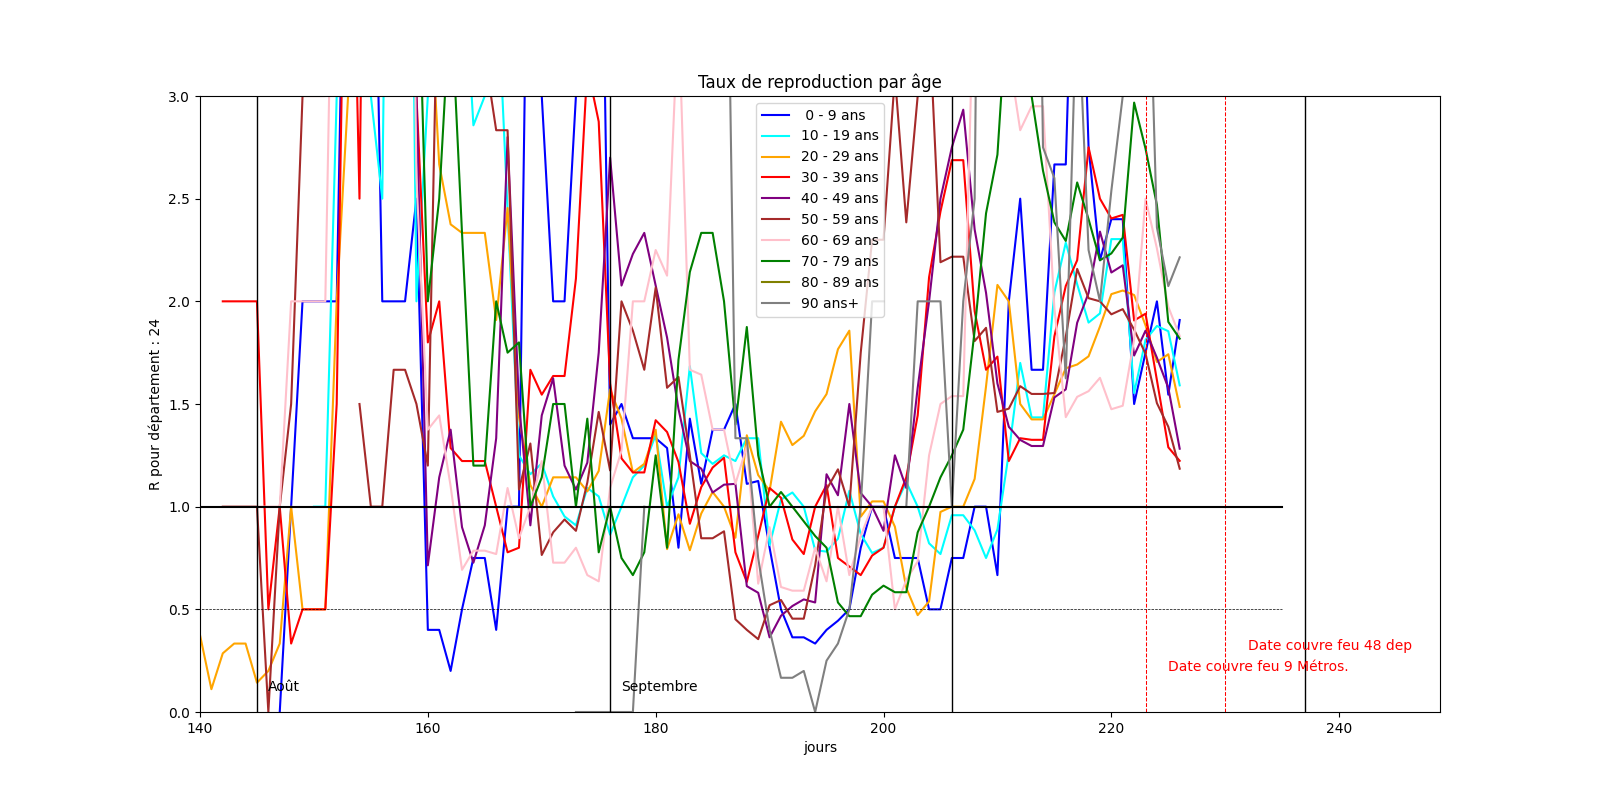 Taux de reproduction par âge
R pour département : 24
3.0
2.5
2.0
1.5
1.0
0.5
0.0
0 - 9 ans
10 - 19 ans
20 - 29 ans
30 - 39 ans
40 - 49 ans
50 - 59 ans
60 - 69 ans
70 - 79 ans
80 - 89 ans
90 ans+
Date couvre feu 48 dep
Date couvre feu 9 Métros.
Août
Septembre
140
160
180
200
220
240
jours